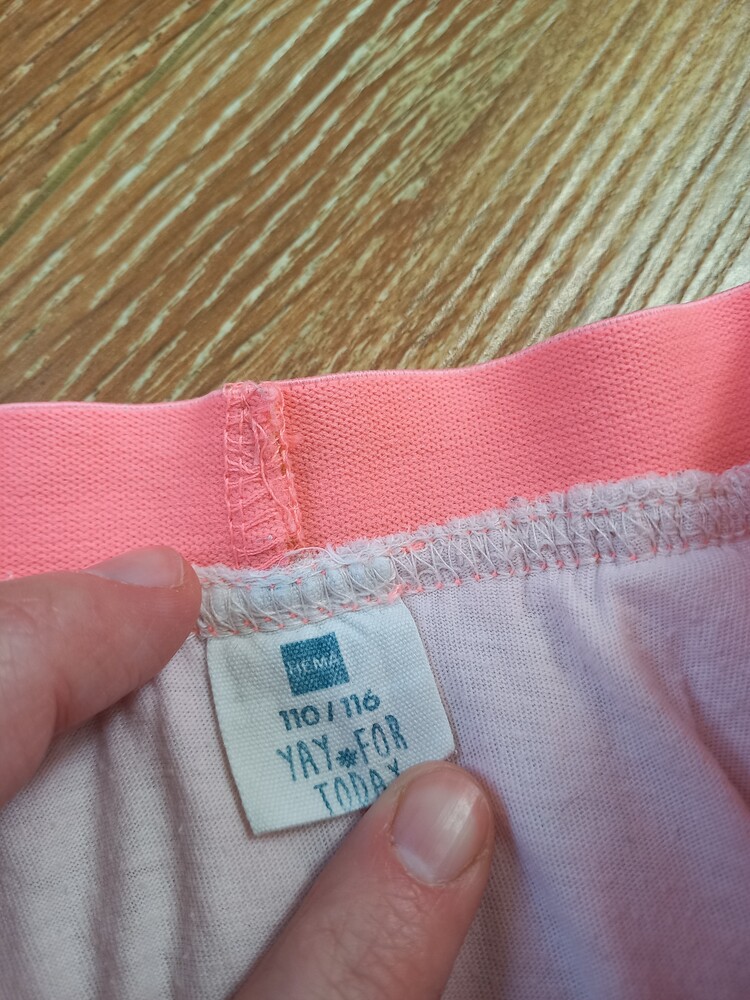 HEMA
110/116
YAY*FOR
TODAY